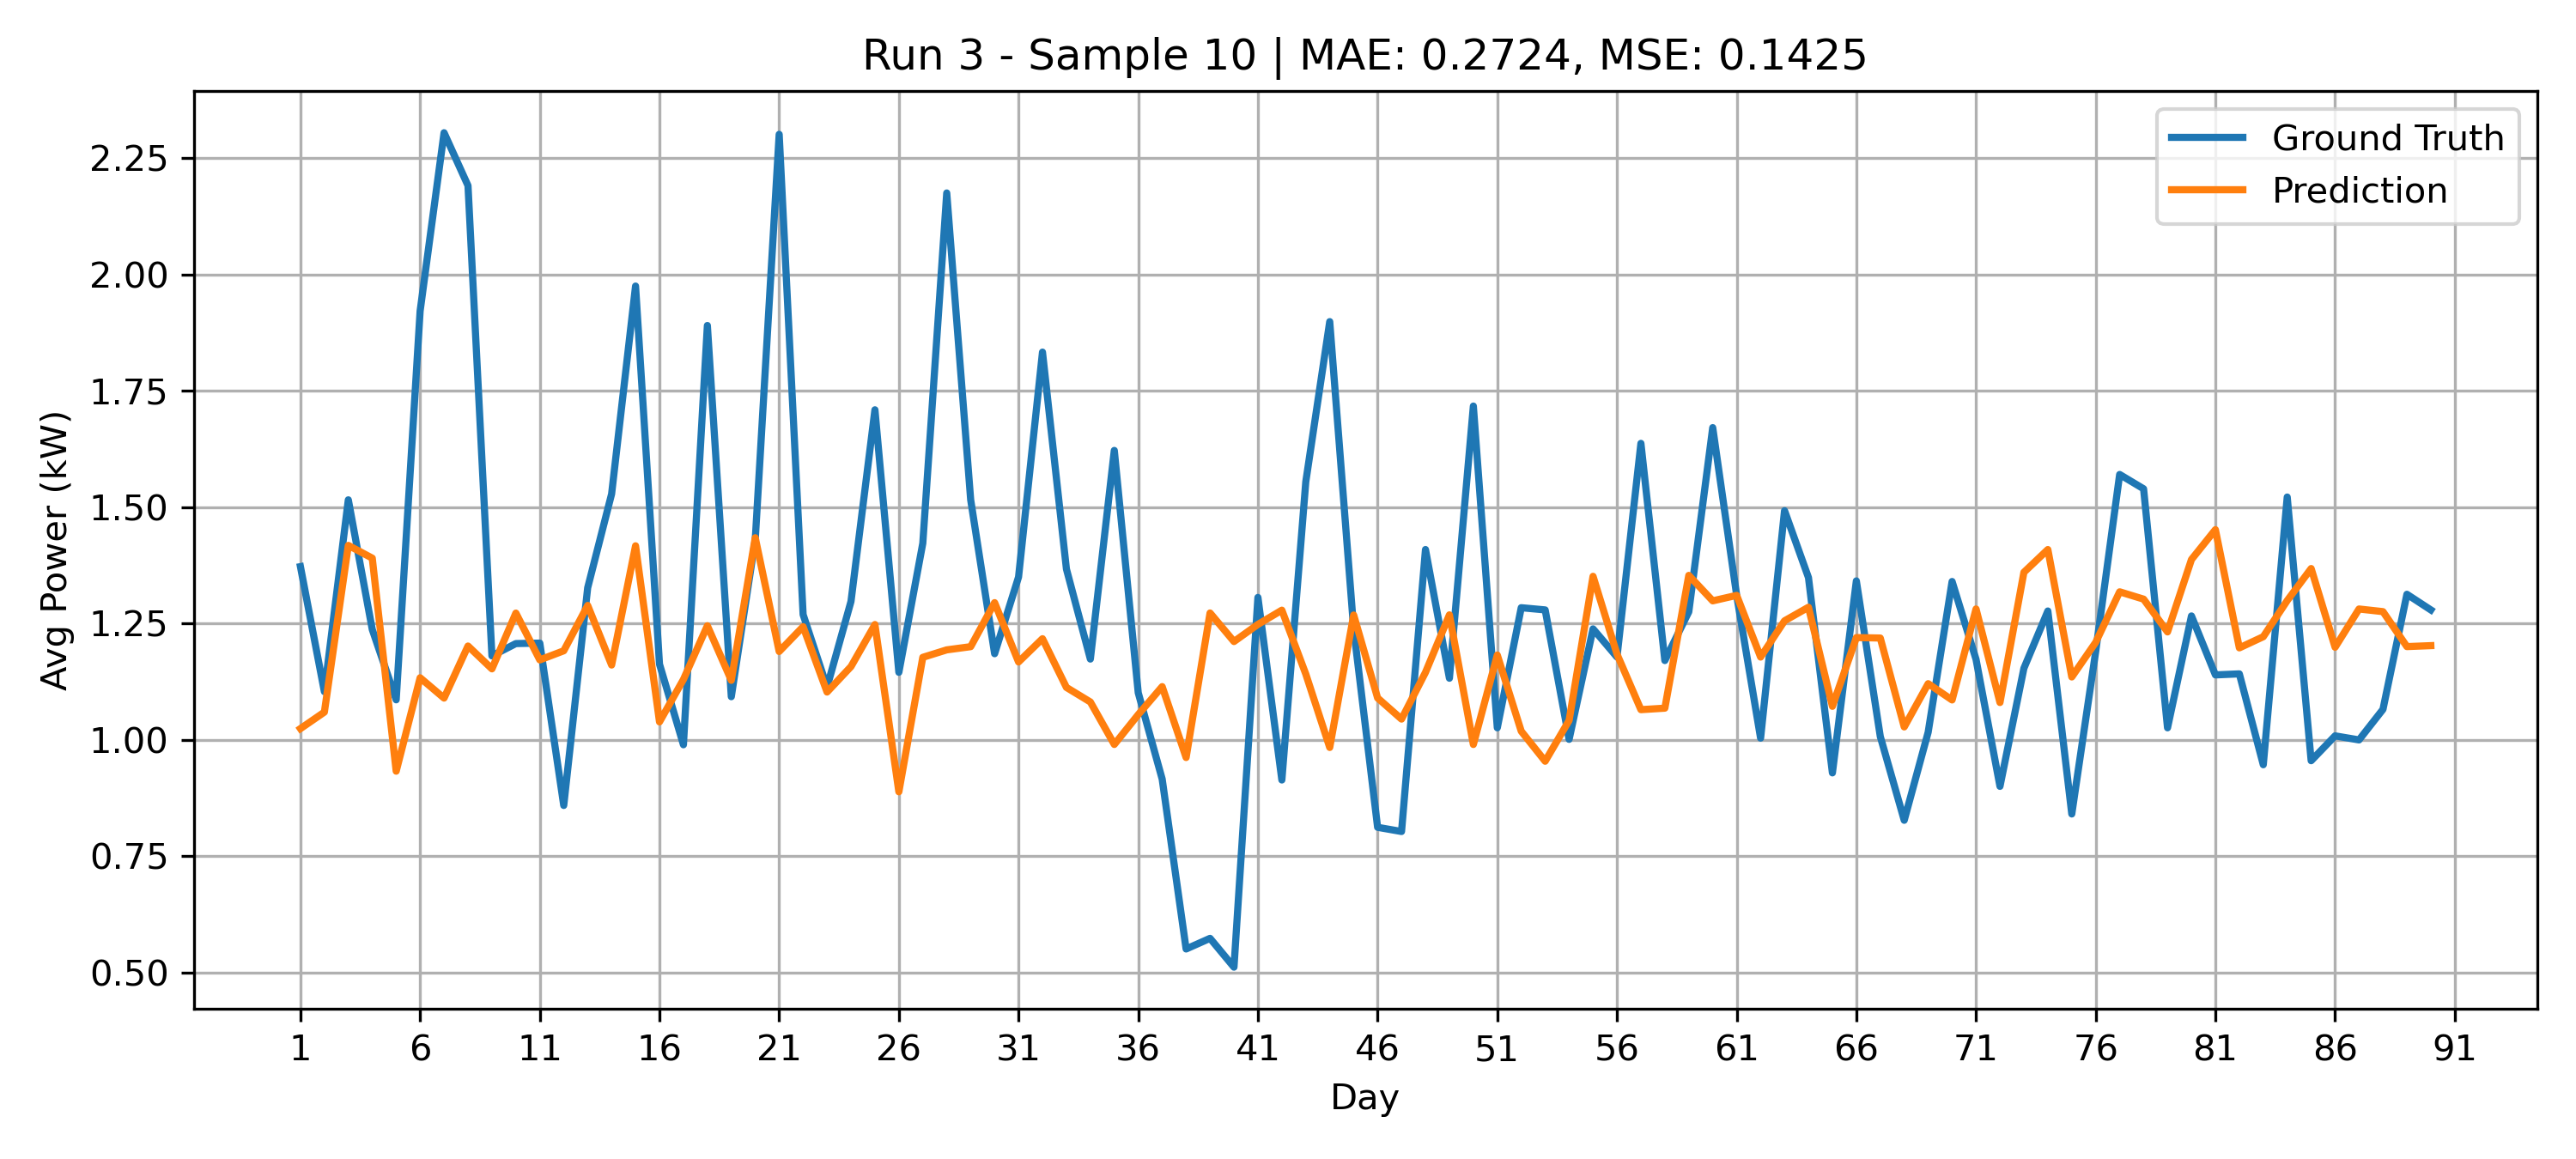 Run 3 - Sample 10 | MAE: 0.2724, MSE: 0.1425
Ground Truth
Prediction
Avg Power (kW)
2.25
2.00
1.75
1.50
1.25
1.00
0.75
0.50
1 6 11 16 21 26 31 36 41 46 51 56 61 66 71 76 81 86 91
Day